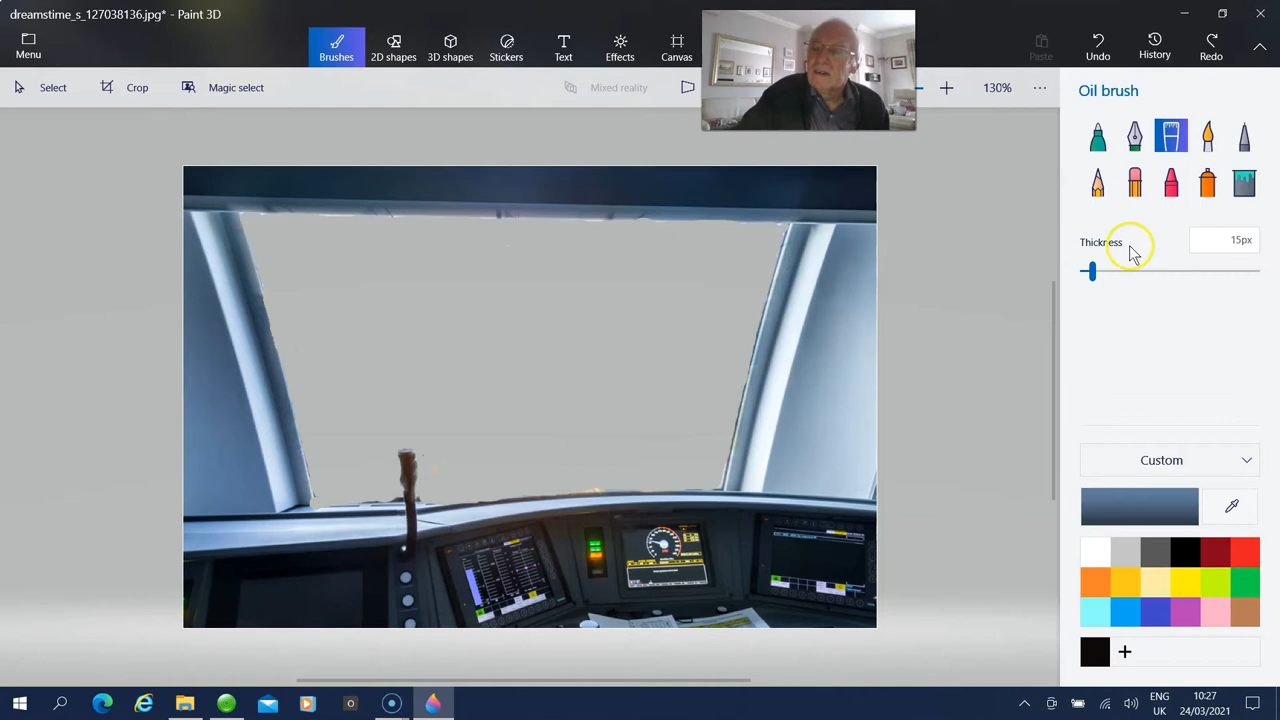 dreamstime_s_127038136.jpg* - Paint 3D
Menu
Brushes
2D shapes
3D shapes
Stickers
Text
Effects
Canvas
Paste
Undo
History
Redo
Select
Crop
Magic select
Mixed reality
130%
Oil brush
Thickness
15px
Custom
ENG
UK
10:27
24/03/2021